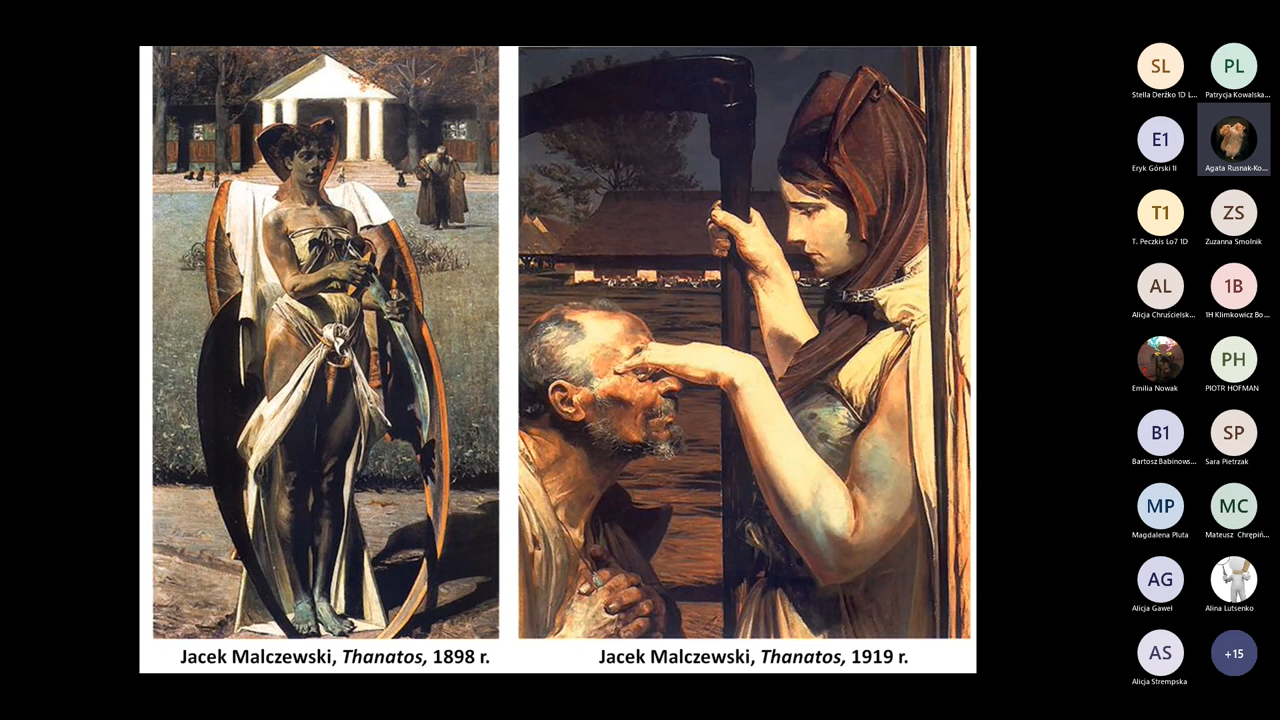 Jacek Malczewski, Thanatos, 1898 r.
Jacek Malczewski, Thanatos, 1919 r.
SL
PL
Stella Derżko 1D L...
Patrycja Kowalska...
E1
Eryk Górski 1I
Agata Rusnak-Ko...
T1
ZS
T. Peczkis Lo7 1D
Zuzanna Smolnik
AL
1B
Alicja Chruścielsk...
1H Klimkowicz Bo...
PH
Emilia Nowak
PIOTR HOFMAN
B1
SP
Bartosz Babinows...
Sara Pietrzak
MP
MC
Magdalena Pluta
Mateusz Chrepiń...
AG
Alicja Gaweł
Alina Lutsenko
AS
+15
Alicja Strempska